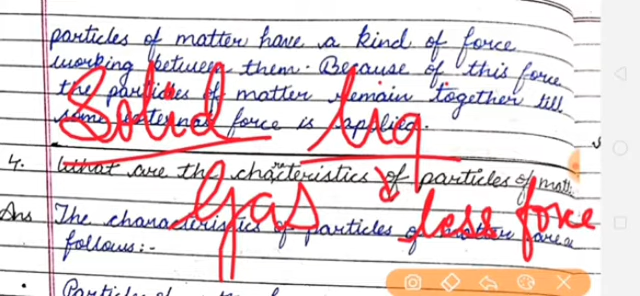 particles of matter have a kind of force
working between them. Because of this force
the particles of matter remain together till
some external force is applied.
Solid liq
4. What are the chracteristics of particles of matt
gas less force
Ans The characteristics of particles of matter are a
follows:-